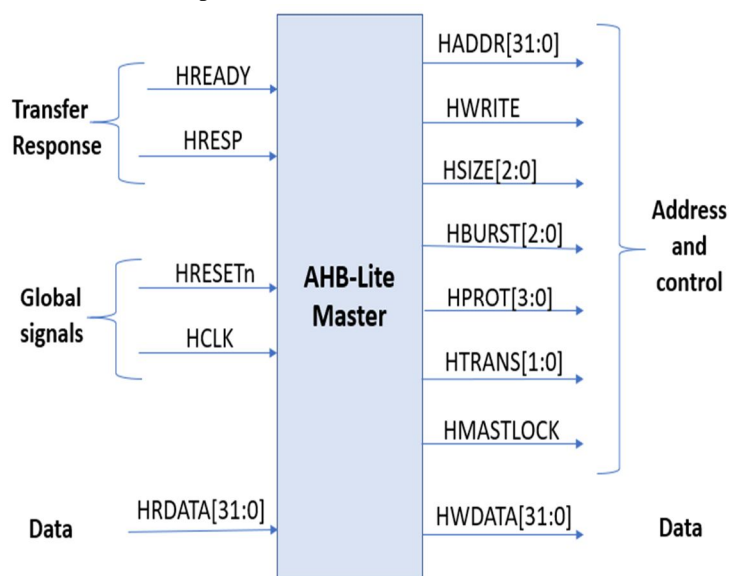 HADDR[31:0]
HREADY
Transfer
Response
HWRITE
HRESP
HSIZE[2:0]
Address
and
control
HBURST[2:0]
HRESETn
AHB-Lite
Master
Global
signals
HPROT[3:0]
HCLK
HTRANS[1:0]
HMASTLOCK
HRDATA[31:0]
Data
HWDATA[31:0]
Data